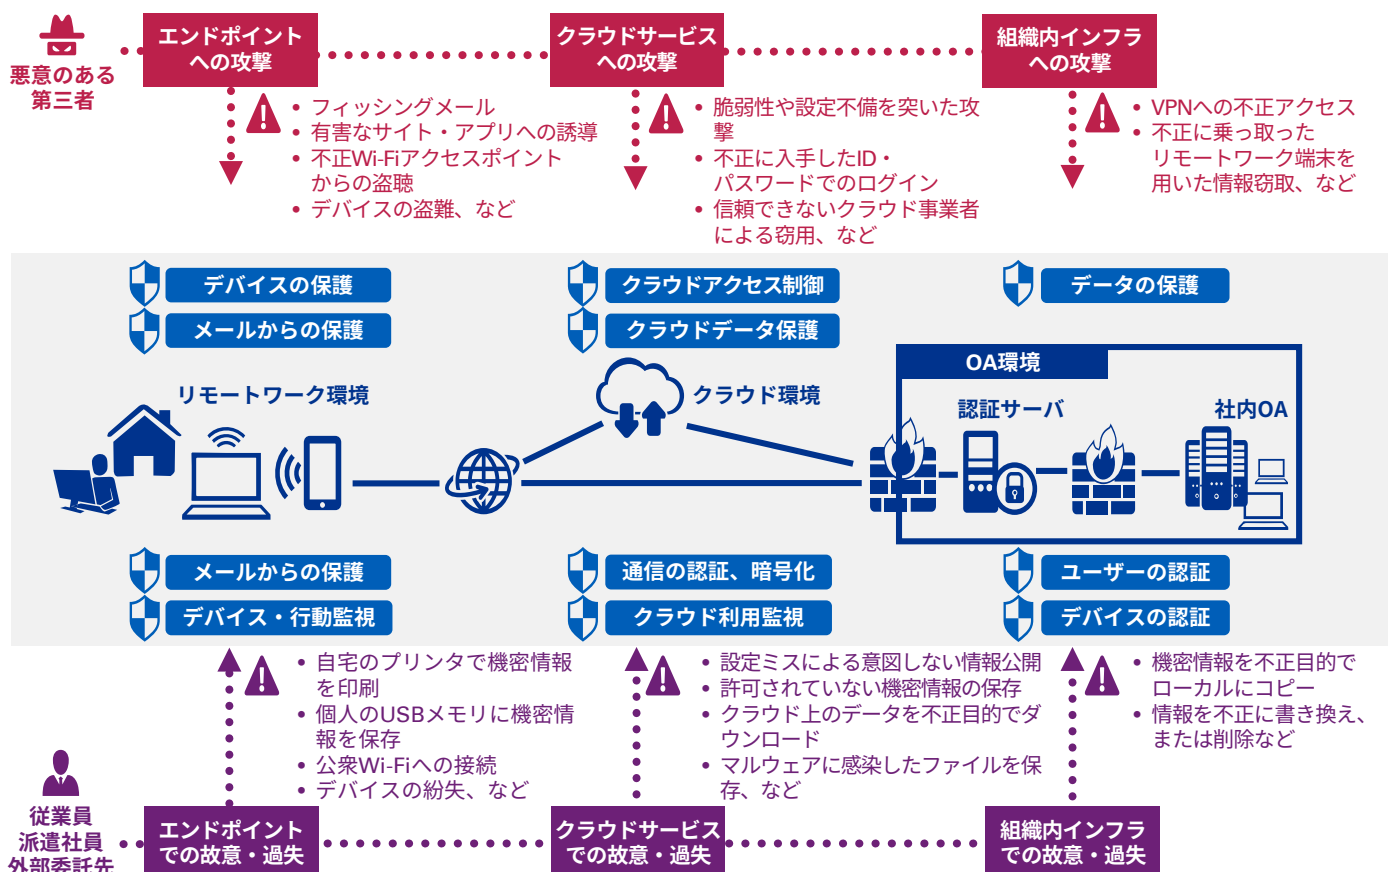 悪意のある
第三者
エンドポイント
への攻撃
クラウドサービス
への攻撃
組織内インフラ
への攻撃
• フィッシングメール
• 有害なサイト・アプリへの誘導
• 不正Wi-Fiアクセスポイント
からの盗聴
• デバイスの盗難、など
• 脆弱性や設定不備を突いた攻
撃
• 不正に入手したID・
パスワードでのログイン
• 信頼できないクラウド事業者
による窃用、など
• VPNへの不正アクセス
• 不正に乗っ取った
リモートワーク端末を
用いた情報窃取、など
デバイスの保護
メールからの保護
クラウドアクセス制御
クラウドデータ保護
データの保護
リモートワーク環境
クラウド環境
OA環境
認証サーバ
社内OA
メールからの保護
デバイス・行動監視
通信の認証、暗号化
クラウド利用監視
ユーザーの認証
デバイスの認証
• 自宅のプリンタで機密情報
を印刷
• 個人のUSBメモリに機密情
報を保存
• 公衆Wi-Fiへの接続
• デバイスの紛失、など
• 設定ミスによる意図しない情報公開
• 許可されていない機密情報の保存
• クラウド上のデータを不正目的でダ
ウンロード
• マルウェアに感染したファイルを保
存、など
• 機密情報を不正目的で
ローカルにコピー
• 情報を不正に書き換え、
または削除など
従業員
派遣社員
外部委託先
エンドポイント
での故意・過失
クラウドサービス
での故意・過失
組織内インフラ
での故意・過失